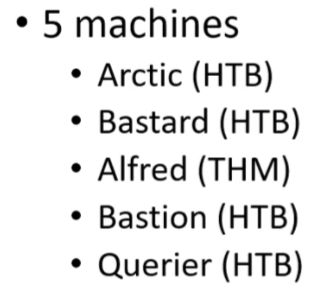 • 5 machines
• Arctic (HTB)
• Bastard (HTB)
• Alfred (THM)
• Bastion (HTB)
• Querier (HTB)